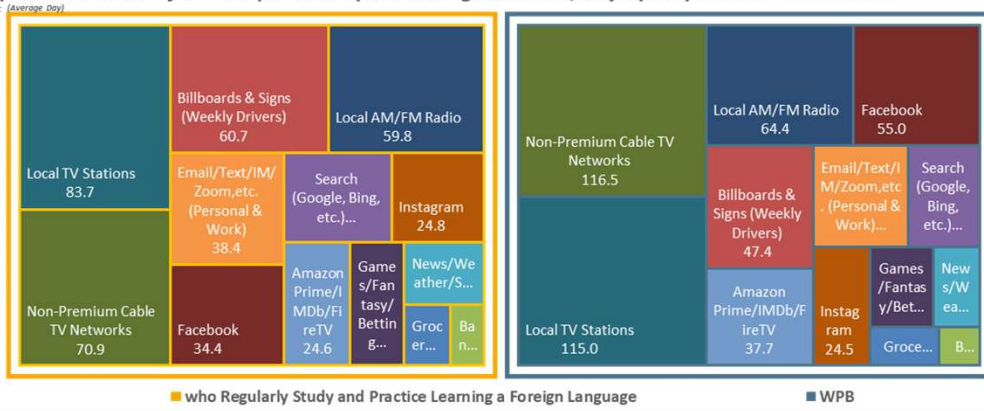 (Average Day)
Local TV Stations
83.7
Non-Premium Cable
TV Networks
70.9
Billboards & Signs
(Weekly Drivers)
60.7
Local AM/FM Radio
59.8
Email/Text/IM/
Zoom,etc.
(Personal &
Work)
38.4
Facebook
34.4
Search
(Google, Bing,
etc.)...
Instagram
24.8
Amazon
Prime/I
MDb/Fi
reTV
24.6
Game
s/Fan
tasy/
Bettin
g...
News/We
ather/S...
Groc
er...
Ban
n...
Non-Premium Cable TV
Networks
116.5
Local TV Stations
115.0
Local AM/FM Radio
64.4
Facebook
55.0
Billboards &
Signs (Weekly
Drivers)
47.4
Email/Text/I
M/Zoom,etc
. (Personal &
Work)...
Search
(Google,
Bing,
etc.)...
Amazon
Prime/IMDb/F
ireTV
37.7
Instag
ram
24.5
Games
/Fantas
y/Bet...
New
s/W
ea...
Groce...
B...
who Regularly Study and Practice Learning a Foreign Language
WPB